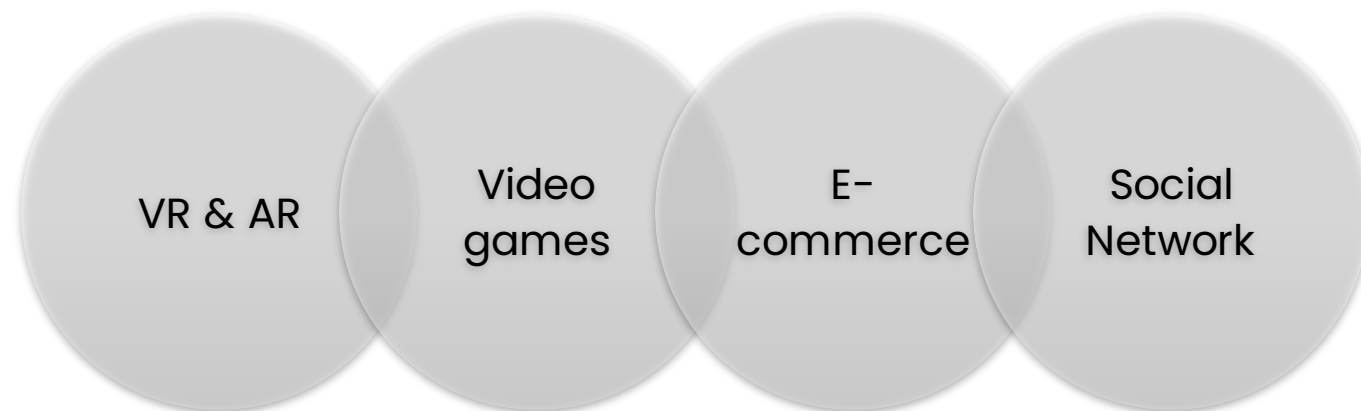 VR & AR
Video
games
E-
commerce
Social
Network